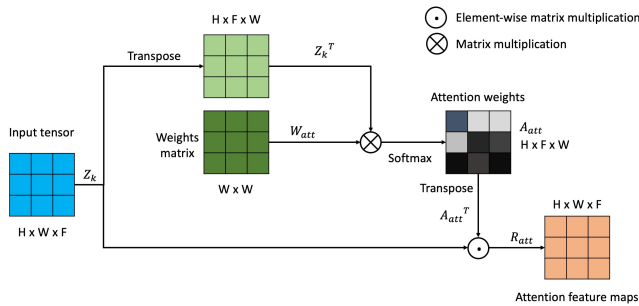 H x F x W
Element-wise matrix multiplication
Matrix multiplication
Transpose
Z_k^T
Input tensor
Z_k
H x W x F
Weights
matrix
W_att
W x W
Softmax
Attention weights
A_att
H x F x W
Transpose
A_att^T
R_att
H x W x F
Attention feature maps